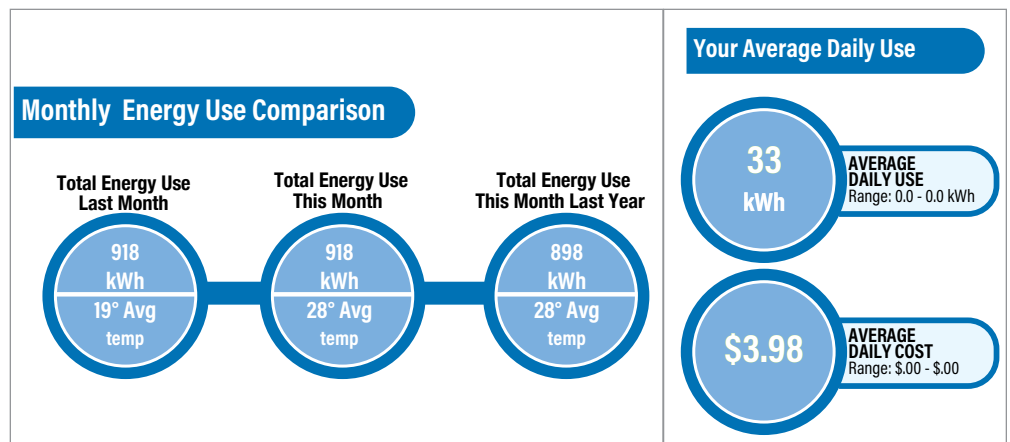 Monthly Energy Use Comparison
Total Energy Use
Last Month
918
kWh
19° Avg
temp
Total Energy Use
This Month
918
kWh
28° Avg
temp
Total Energy Use
This Month Last Year
898
kWh
28° Avg
temp
Your Average Daily Use
33
kWh
AVERAGE
DAILY USE
Range: 0.0 - 0.0 kWh
$3.98
AVERAGE
DAILY COST
Range: $.00 - $.00